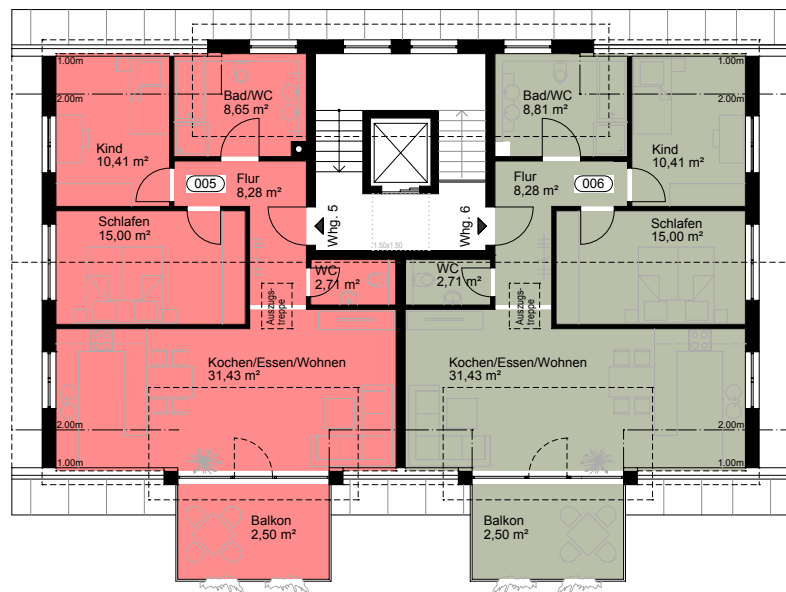 1.00m
2.00m
Bad/WC
8,65 m²
Bad/WC
8,81 m²
1.00m
2.00m
Kind
10,41 m²
Kind
10,41 m²
005
Flur
8,28 m²
Flur
8,28 m²
006
Schlafen
15,00 m²
Whg. 5
Whg. 6
Schlafen
15,00 m²
1.50x1.50
WC
2,71 m²
WC
2,71 m²
Auszugs-
treppe
Auszugs-
treppe
Kochen/Essen/Wohnen
31,43 m²
Kochen/Essen/Wohnen
31,43 m²
2.00m
1.00m
2.00m
1.00m
Balkon
2,50 m²
Balkon
2,50 m²